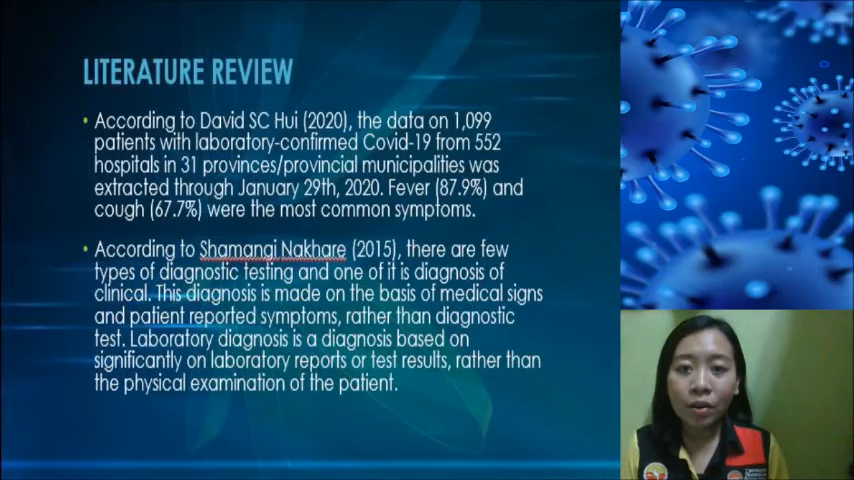 LITERATURE REVIEW
• According to David SC Hui (2020), the data on 1,099
patients with laboratory-confirmed Covid-19 from 552
hospitals in 31 provinces/provincial municipalities was
extracted through January 29th, 2020. Fever (87.9%) and
cough (67.7%) were the most common symptoms.
• According to Shamangi Nakhare (2015), there are few
types of diagnostic testing and one of it is diagnosis of
clinical. This diagnosis is made on the basis of medical signs
and patient reported symptoms, rather than diagnostic
test. Laboratory diagnosis is a diagnosis based on
significantly on laboratory reports or test results, rather than
the physical examination of the patient.